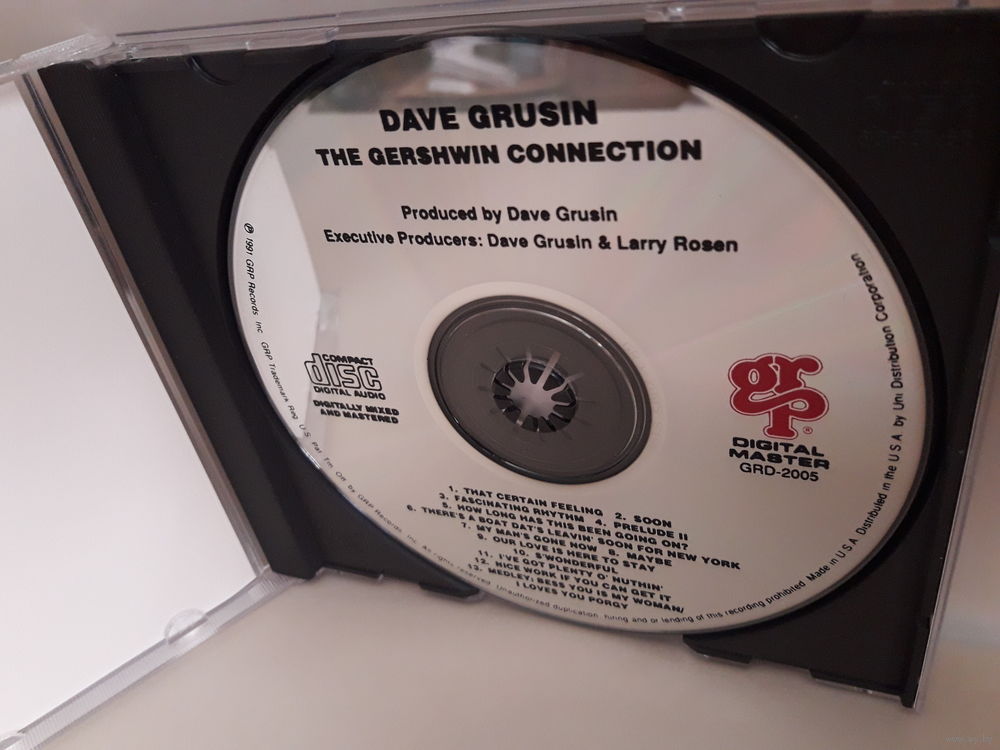 DAVE GRUSIN
THE GERSHWIN CONNECTION
Produced by Dave Grusin
Executive Producers: Dave Grusin & Larry Rosen
COMPACT
disc
DIGITAL AUDIO
DIGITALLY MIXED
AND MASTERED
grp®
DIGITAL
MASTER
GRD-2005
1. THAT CERTAIN FEELING 2. SOON
3. FASCINATING RHYTHM 4. PRELUDE II
5. HOW LONG HAS THIS BEEN GOING ON?
6. THERE'S A BOAT DAT'S LEAVIN' SOON FOR NEW YORK
7. MY MAN'S GONE NOW 8. MAYBE
9. OUR LOVE IS HERE TO STAY
10. S'WONDERFUL
11. I'VE GOT PLENTY O' NUTHIN'
12. NICE WORK IF YOU CAN GET IT
13. MEDLEY: BESS YOU IS MY WOMAN/
I LOVES YOU PORGY
℗ 1991 GRP Records Inc GRP Trademark Reg U.S. Pat Tm Off by GRP Records Inc. All rights reserved Unauthorized duplication hiring and or lending of this recording prohibited Made in U.S.A Distributed in the U.S.A. by Uni Distribution Corporation